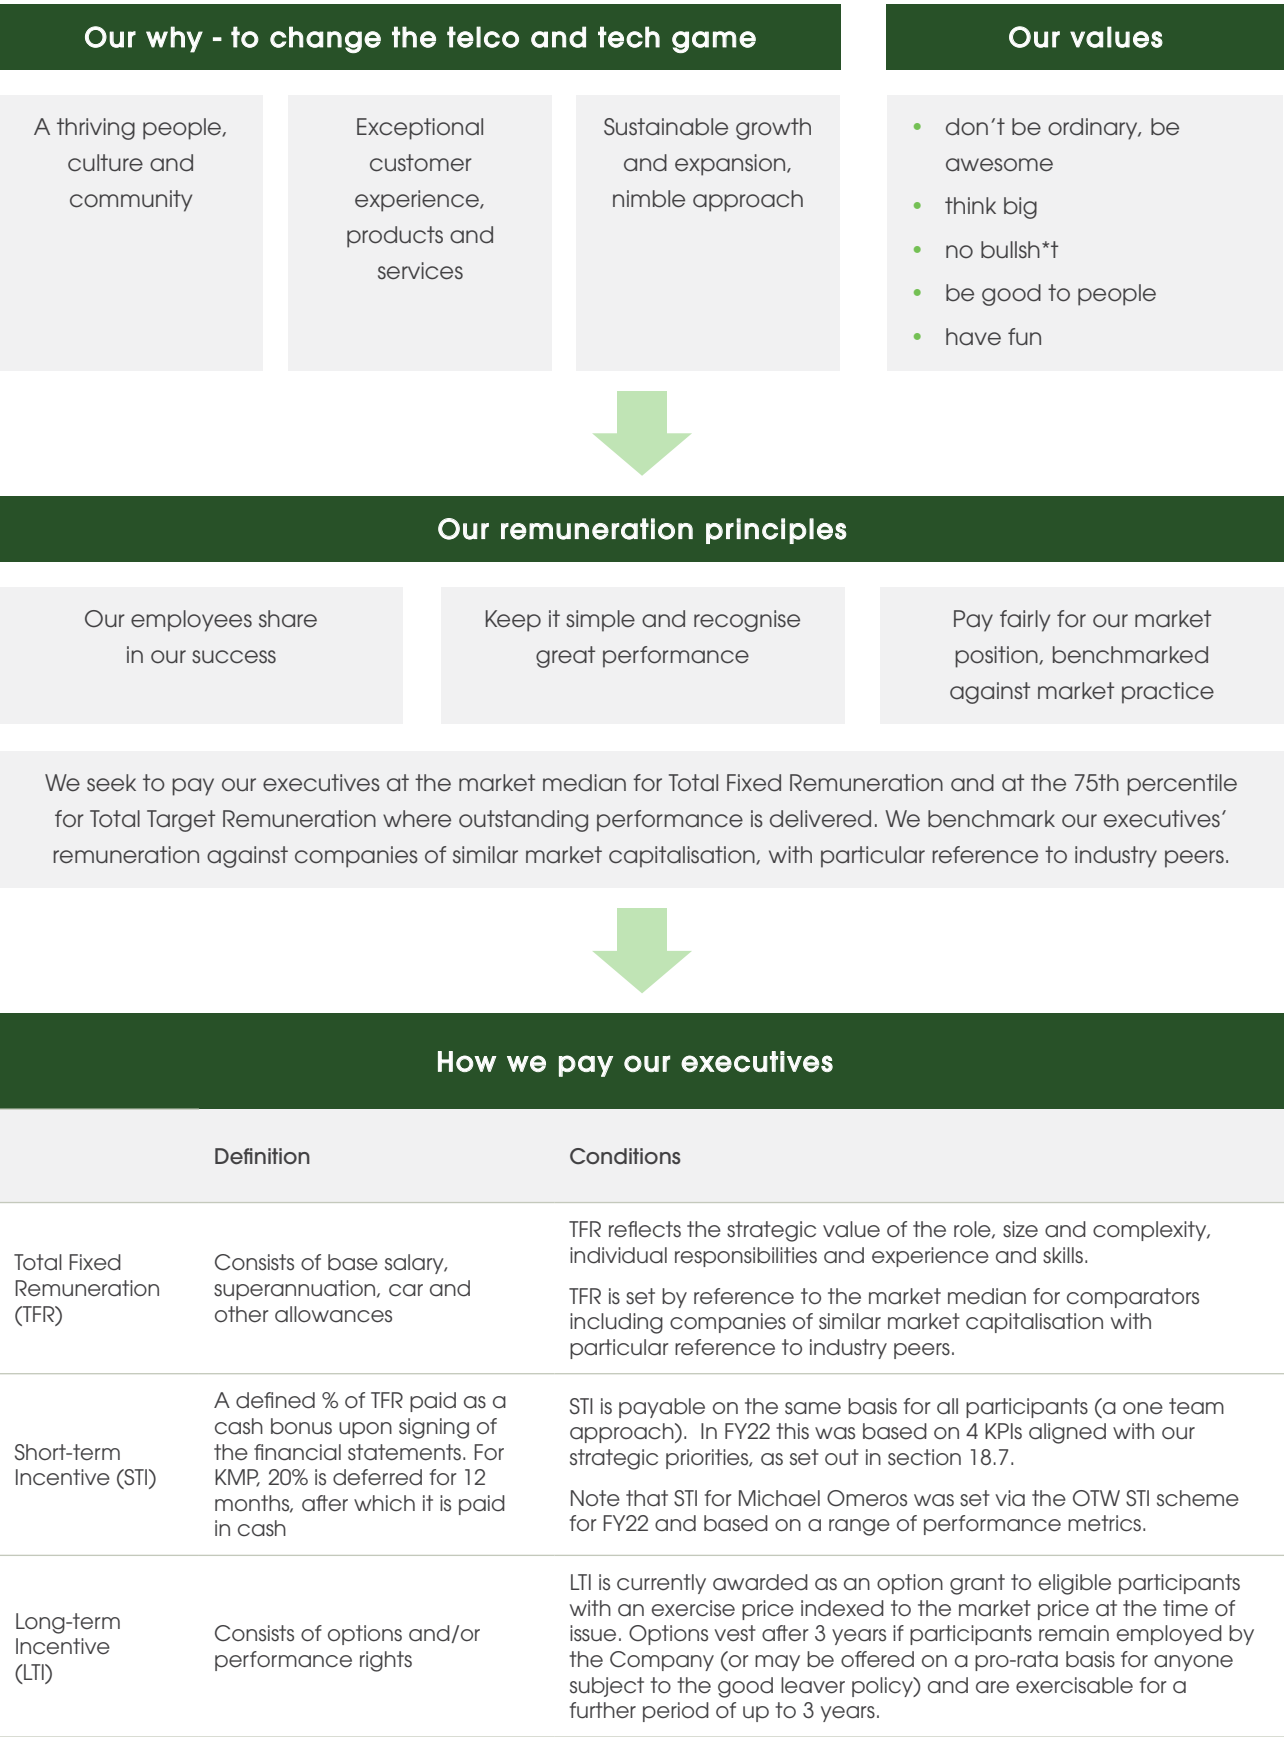 Our why - to change the telco and tech game
A thriving people,
culture and
community
Exceptional
customer
experience,
products and
services
Sustainable growth
and expansion,
nimble approach
Our values
• don’t be ordinary, be
awesome
• think big
• no bullsh*t
• be good to people
• have fun
Our remuneration principles
Our employees share
in our success
Keep it simple and recognise
great performance
Pay fairly for our market
position, benchmarked
against market practice
We seek to pay our executives at the market median for Total Fixed Remuneration and at the 75th percentile
for Total Target Remuneration where outstanding performance is delivered. We benchmark our executives’
remuneration against companies of similar market capitalisation, with particular reference to industry peers.
How we pay our executives
Definition
Conditions
Total Fixed
Remuneration
(TFR)
Consists of base salary,
superannuation, car and
other allowances
TFR reflects the strategic value of the role, size and complexity,
individual responsibilities and experience and skills.
TFR is set by reference to the market median for comparators
including companies of similar market capitalisation with
particular reference to industry peers.
Short-term
Incentive (STI)
A defined % of TFR paid as a
cash bonus upon signing of
the financial statements. For
KMP, 20% is deferred for 12
months, after which it is paid
in cash
STI is payable on the same basis for all participants (a one team
approach).  In FY22 this was based on 4 KPIs aligned with our
strategic priorities, as set out in section 18.7.
Note that STI for Michael Omeros was set via the OTW STI scheme
for FY22 and based on a range of performance metrics.
Long-term
Incentive
(LTI)
Consists of options and/or
performance rights
LTI is currently awarded as an option grant to eligible participants
with an exercise price indexed to the market price at the time of
issue. Options vest after 3 years if participants remain employed by
the Company (or may be offered on a pro-rata basis for anyone
subject to the good leaver policy) and are exercisable for a
further period of up to 3 years.